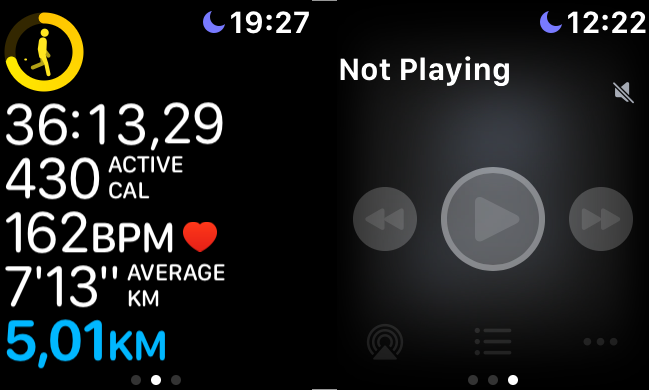 19:27
36:13,29
430 ACTIVE CAL
162BPM
7'13'' AVERAGE KM
5,01KM
12:22
Not Playing